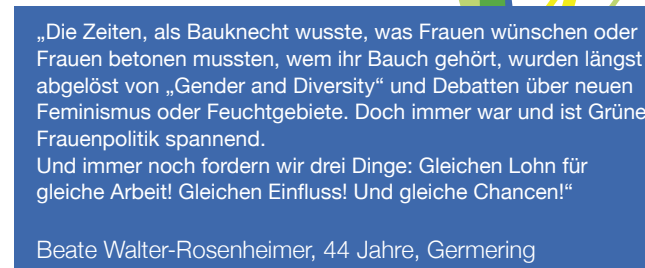 „Die Zeiten, als Bauknecht wusste, was Frauen wünschen oder
Frauen betonen mussten, wem ihr Bauch gehört, wurden längst
abgelöst von „Gender and Diversity“ und Debatten über neuen
Feminismus oder Feuchtgebiete. Doch immer war und ist Grüne
Frauenpolitik spannend.
Und immer noch fordern wir drei Dinge: Gleichen Lohn für
gleiche Arbeit! Gleichen Einfluss! Und gleiche Chancen!“
Beate Walter-Rosenheimer, 44 Jahre, Germering